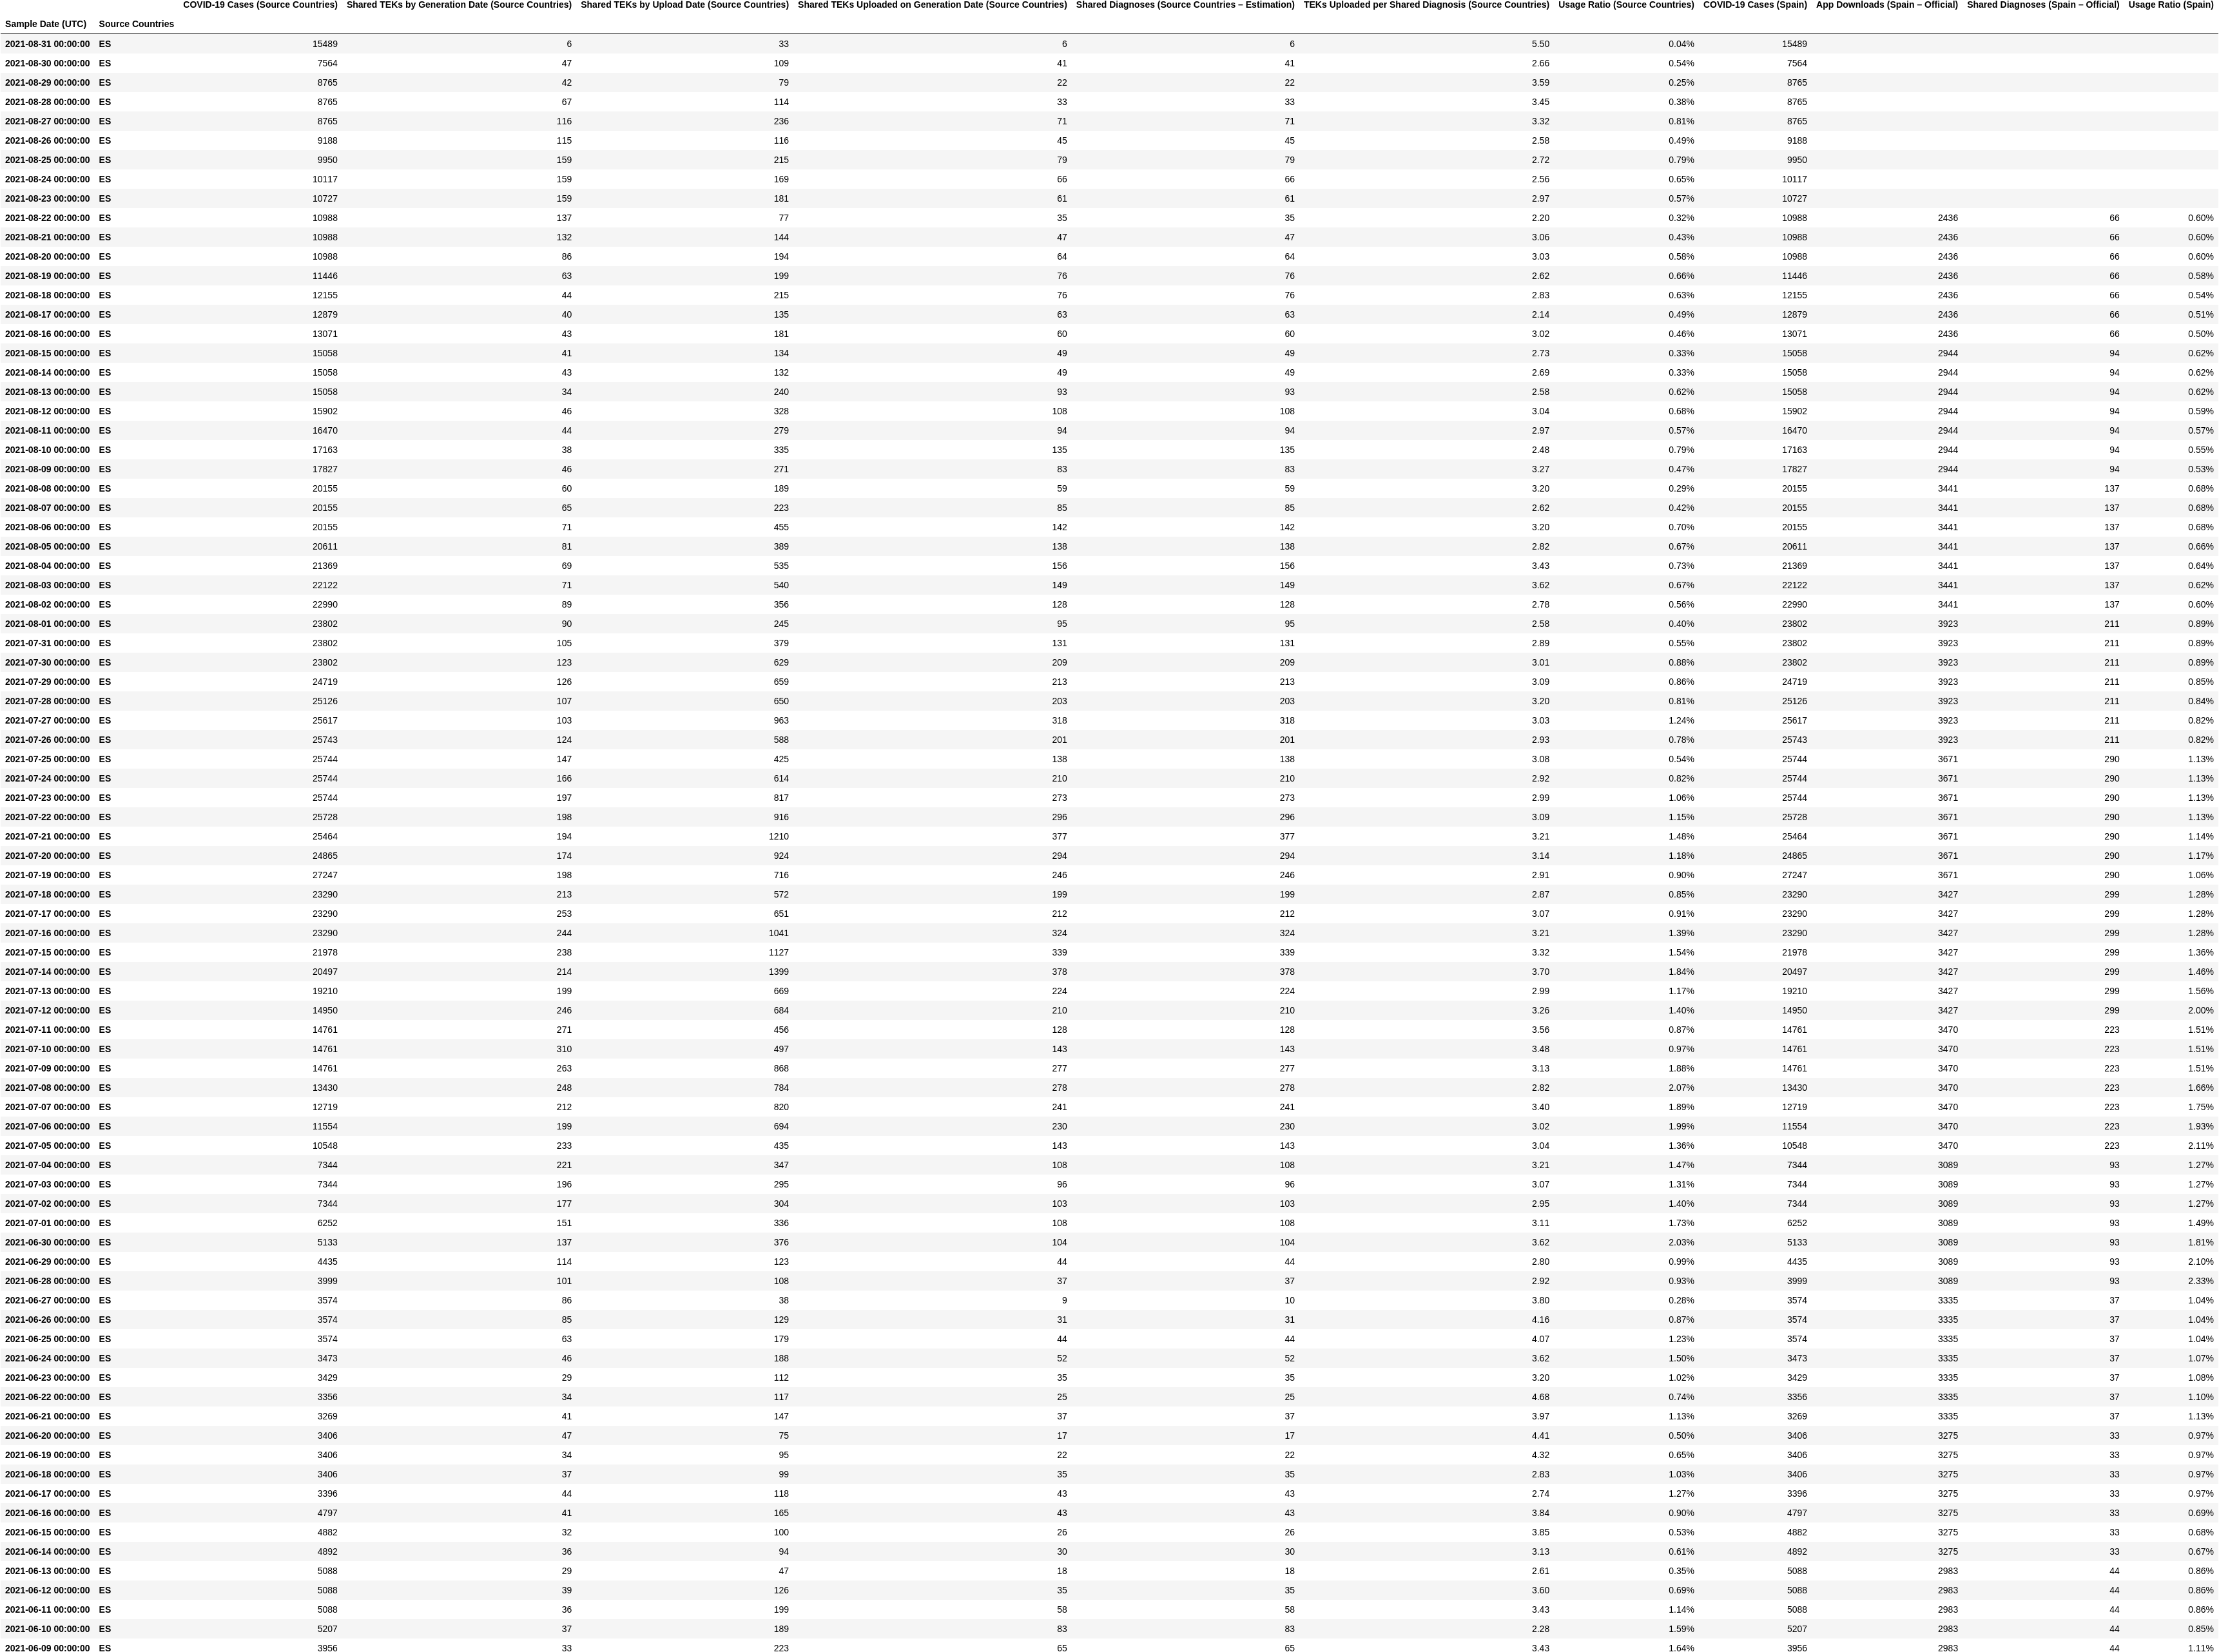 COVID-19 Cases (Source Countries) Shared TEKs by Generation Date (Source Countries) Shared TEKs by Upload Date (Source Countries) Shared TEKs Uploaded on Generation Date (Source Countries) Shared Diagnoses (Source Countries – Estimation) TEKs Uploaded per Shared Diagnosis (Source Countries) Usage Ratio (Source Countries) COVID-19 Cases (Spain) App Downloads (Spain – Official) Shared Diagnoses (Spain – Official) Usage Ratio (Spain)
Sample Date (UTC) Source Countries
2021-08-31 00:00:00 ES 15489 6 33 6 6 5.50 0.04% 15489
2021-08-30 00:00:00 ES 7564 47 109 41 41 2.66 0.54% 7564
2021-08-29 00:00:00 ES 8765 42 79 22 22 3.59 0.25% 8765
2021-08-28 00:00:00 ES 8765 67 114 33 33 3.45 0.38% 8765
2021-08-27 00:00:00 ES 8765 116 236 71 71 3.32 0.81% 8765
2021-08-26 00:00:00 ES 9188 115 116 45 45 2.58 0.49% 9188
2021-08-25 00:00:00 ES 9950 159 215 79 79 2.72 0.79% 9950
2021-08-24 00:00:00 ES 10117 159 169 66 66 2.56 0.65% 10117
2021-08-23 00:00:00 ES 10727 159 181 61 61 2.97 0.57% 10727
2021-08-22 00:00:00 ES 10988 137 77 35 35 2.20 0.32% 10988 2436 66 0.60%
2021-08-21 00:00:00 ES 10988 132 144 47 47 3.06 0.43% 10988 2436 66 0.60%
2021-08-20 00:00:00 ES 10988 86 194 64 64 3.03 0.58% 10988 2436 66 0.60%
2021-08-19 00:00:00 ES 11446 63 199 76 76 2.62 0.66% 11446 2436 66 0.58%
2021-08-18 00:00:00 ES 12155 44 215 76 76 2.83 0.63% 12155 2436 66 0.54%
2021-08-17 00:00:00 ES 12879 40 135 63 63 2.14 0.49% 12879 2436 66 0.51%
2021-08-16 00:00:00 ES 13071 43 181 60 60 3.02 0.46% 13071 2436 66 0.50%
2021-08-15 00:00:00 ES 15058 41 134 49 49 2.73 0.33% 15058 2944 94 0.62%
2021-08-14 00:00:00 ES 15058 43 132 49 49 2.69 0.33% 15058 2944 94 0.62%
2021-08-13 00:00:00 ES 15058 34 240 93 93 2.58 0.62% 15058 2944 94 0.62%
2021-08-12 00:00:00 ES 15902 46 328 108 108 3.04 0.68% 15902 2944 94 0.59%
2021-08-11 00:00:00 ES 16470 44 279 94 94 2.97 0.57% 16470 2944 94 0.57%
2021-08-10 00:00:00 ES 17163 38 335 135 135 2.48 0.79% 17163 2944 94 0.55%
2021-08-09 00:00:00 ES 17827 46 271 83 83 3.27 0.47% 17827 2944 94 0.53%
2021-08-08 00:00:00 ES 20155 60 189 59 59 3.20 0.29% 20155 3441 137 0.68%
2021-08-07 00:00:00 ES 20155 65 223 85 85 2.62 0.42% 20155 3441 137 0.68%
2021-08-06 00:00:00 ES 20155 71 455 142 142 3.20 0.70% 20155 3441 137 0.68%
2021-08-05 00:00:00 ES 20611 81 389 138 138 2.82 0.67% 20611 3441 137 0.66%
2021-08-04 00:00:00 ES 21369 69 535 156 156 3.43 0.73% 21369 3441 137 0.64%
2021-08-03 00:00:00 ES 22122 71 540 149 149 3.62 0.67% 22122 3441 137 0.62%
2021-08-02 00:00:00 ES 22990 89 356 128 128 2.78 0.56% 22990 3441 137 0.60%
2021-08-01 00:00:00 ES 23802 90 245 95 95 2.58 0.40% 23802 3923 211 0.89%
2021-07-31 00:00:00 ES 23802 105 379 131 131 2.89 0.55% 23802 3923 211 0.89%
2021-07-30 00:00:00 ES 23802 123 629 209 209 3.01 0.88% 23802 3923 211 0.89%
2021-07-29 00:00:00 ES 24719 126 659 213 213 3.09 0.86% 24719 3923 211 0.85%
2021-07-28 00:00:00 ES 25126 107 650 203 203 3.20 0.81% 25126 3923 211 0.84%
2021-07-27 00:00:00 ES 25617 103 963 318 318 3.03 1.24% 25617 3923 211 0.82%
2021-07-26 00:00:00 ES 25743 124 588 201 201 2.93 0.78% 25743 3923 211 0.82%
2021-07-25 00:00:00 ES 25744 147 425 138 138 3.08 0.54% 25744 3671 290 1.13%
2021-07-24 00:00:00 ES 25744 166 614 210 210 2.92 0.82% 25744 3671 290 1.13%
2021-07-23 00:00:00 ES 25744 197 817 273 273 2.99 1.06% 25744 3671 290 1.13%
2021-07-22 00:00:00 ES 25728 198 916 296 296 3.09 1.15% 25728 3671 290 1.13%
2021-07-21 00:00:00 ES 25464 194 1210 377 377 3.21 1.48% 25464 3671 290 1.14%
2021-07-20 00:00:00 ES 24865 174 924 294 294 3.14 1.18% 24865 3671 290 1.17%
2021-07-19 00:00:00 ES 27247 198 716 246 246 2.91 0.90% 27247 3671 290 1.06%
2021-07-18 00:00:00 ES 23290 213 572 199 199 2.87 0.85% 23290 3427 299 1.28%
2021-07-17 00:00:00 ES 23290 253 651 212 212 3.07 0.91% 23290 3427 299 1.28%
2021-07-16 00:00:00 ES 23290 244 1041 324 324 3.21 1.39% 23290 3427 299 1.28%
2021-07-15 00:00:00 ES 21978 238 1127 339 339 3.32 1.54% 21978 3427 299 1.36%
2021-07-14 00:00:00 ES 20497 214 1399 378 378 3.70 1.84% 20497 3427 299 1.46%
2021-07-13 00:00:00 ES 19210 199 669 224 224 2.99 1.17% 19210 3427 299 1.56%
2021-07-12 00:00:00 ES 14950 246 684 210 210 3.26 1.40% 14950 3427 299 2.00%
2021-07-11 00:00:00 ES 14761 271 456 128 128 3.56 0.87% 14761 3470 223 1.51%
2021-07-10 00:00:00 ES 14761 310 497 143 143 3.48 0.97% 14761 3470 223 1.51%
2021-07-09 00:00:00 ES 14761 263 868 277 277 3.13 1.88% 14761 3470 223 1.51%
2021-07-08 00:00:00 ES 13430 248 784 278 278 2.82 2.07% 13430 3470 223 1.66%
2021-07-07 00:00:00 ES 12719 212 820 241 241 3.40 1.89% 12719 3470 223 1.75%
2021-07-06 00:00:00 ES 11554 199 694 230 230 3.02 1.99% 11554 3470 223 1.93%
2021-07-05 00:00:00 ES 10548 233 435 143 143 3.04 1.36% 10548 3470 223 2.11%
2021-07-04 00:00:00 ES 7344 221 347 108 108 3.21 1.47% 7344 3089 93 1.27%
2021-07-03 00:00:00 ES 7344 196 295 96 96 3.07 1.31% 7344 3089 93 1.27%
2021-07-02 00:00:00 ES 7344 177 304 103 103 2.95 1.40% 7344 3089 93 1.27%
2021-07-01 00:00:00 ES 6252 151 336 108 108 3.11 1.73% 6252 3089 93 1.49%
2021-06-30 00:00:00 ES 5133 137 376 104 104 3.62 2.03% 5133 3089 93 1.81%
2021-06-29 00:00:00 ES 4435 114 123 44 44 2.80 0.99% 4435 3089 93 2.10%
2021-06-28 00:00:00 ES 3999 101 108 37 37 2.92 0.93% 3999 3089 93 2.33%
2021-06-27 00:00:00 ES 3574 86 38 9 10 3.80 0.28% 3574 3335 37 1.04%
2021-06-26 00:00:00 ES 3574 85 129 31 31 4.16 0.87% 3574 3335 37 1.04%
2021-06-25 00:00:00 ES 3574 63 179 44 44 4.07 1.23% 3574 3335 37 1.04%
2021-06-24 00:00:00 ES 3473 46 188 52 52 3.62 1.50% 3473 3335 37 1.07%
2021-06-23 00:00:00 ES 3429 29 112 35 35 3.20 1.02% 3429 3335 37 1.08%
2021-06-22 00:00:00 ES 3356 34 117 25 25 4.68 0.74% 3356 3335 37 1.10%
2021-06-21 00:00:00 ES 3269 41 147 37 37 3.97 1.13% 3269 3335 37 1.13%
2021-06-20 00:00:00 ES 3406 47 75 17 17 4.41 0.50% 3406 3275 33 0.97%
2021-06-19 00:00:00 ES 3406 34 95 22 22 4.32 0.65% 3406 3275 33 0.97%
2021-06-18 00:00:00 ES 3406 37 99 35 35 2.83 1.03% 3406 3275 33 0.97%
2021-06-17 00:00:00 ES 3396 44 118 43 43 2.74 1.27% 3396 3275 33 0.97%
2021-06-16 00:00:00 ES 4797 41 165 43 43 3.84 0.90% 4797 3275 33 0.69%
2021-06-15 00:00:00 ES 4882 32 100 26 26 3.85 0.53% 4882 3275 33 0.68%
2021-06-14 00:00:00 ES 4892 36 94 30 30 3.13 0.61% 4892 3275 33 0.67%
2021-06-13 00:00:00 ES 5088 29 47 18 18 2.61 0.35% 5088 2983 44 0.86%
2021-06-12 00:00:00 ES 5088 39 126 35 35 3.60 0.69% 5088 2983 44 0.86%
2021-06-11 00:00:00 ES 5088 36 199 58 58 3.43 1.14% 5088 2983 44 0.86%
2021-06-10 00:00:00 ES 5207 37 189 83 83 2.28 1.59% 5207 2983 44 0.85%
2021-06-09 00:00:00 ES 3956 33 223 65 65 3.43 1.64% 3956 2983 44 1.11%